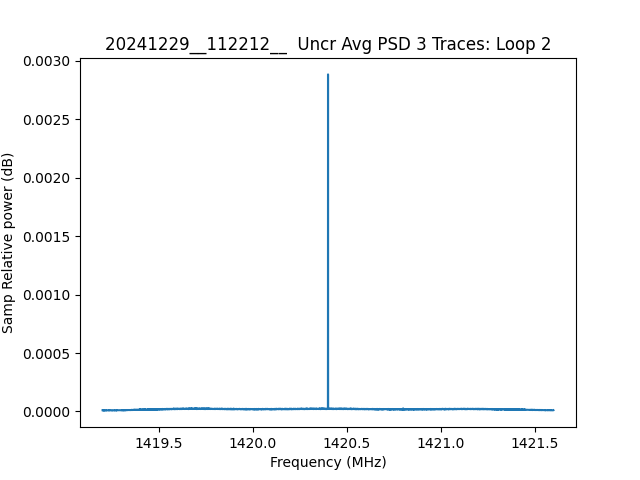 20241229__112212__  Uncr Avg PSD 3 Traces: Loop 2
Samp Relative power (dB)
0.0030
0.0025
0.0020
0.0015
0.0010
0.0005
0.0000
1419.5 1420.0 1420.5 1421.0 1421.5
Frequency (MHz)